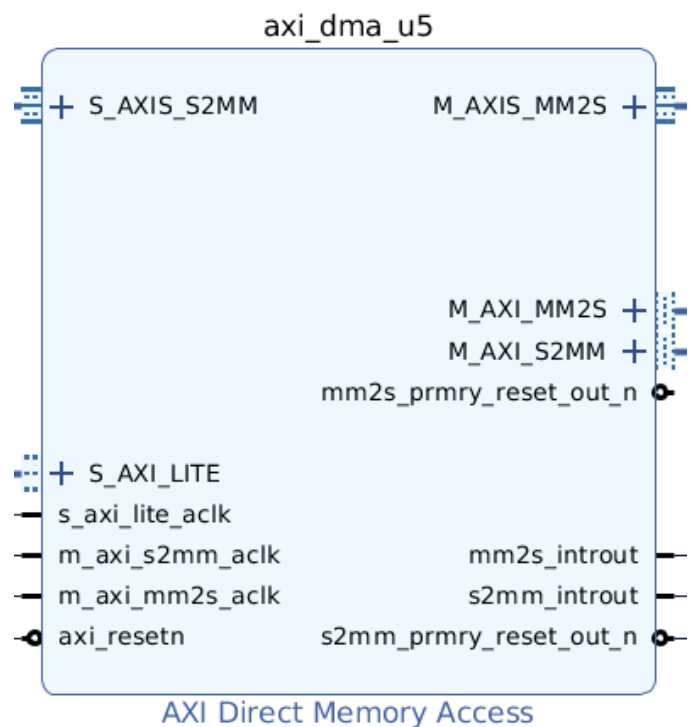 axi_dma_u5
S_AXIS_S2MM M_AXIS_MM2S
M_AXI_MM2S
M_AXI_S2MM
mm2s_prmry_reset_out_n
S_AXI_LITE
s_axi_lite_aclk
m_axi_s2mm_aclk mm2s_introut
m_axi_mm2s_aclk s2mm_introut
axi_resetn s2mm_prmry_reset_out_n
AXI Direct Memory Access